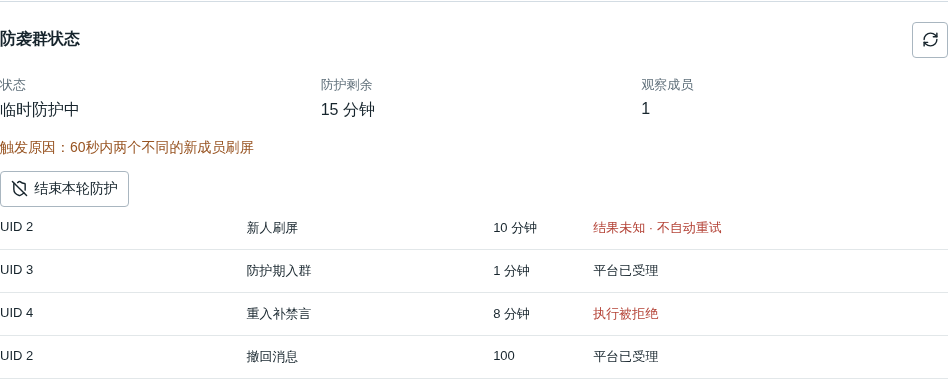 防袭群状态
状态 防护剩余 观察成员
临时防护中 15 分钟 1
触发原因：60秒内两个不同的新成员刷屏
结束本轮防护
UID 2 新人刷屏 10 分钟 结果未知 · 不自动重试
UID 3 防护期入群 1 分钟 平台已受理
UID 4 重入补禁言 8 分钟 执行被拒绝
UID 2 撤回消息 100 平台已受理